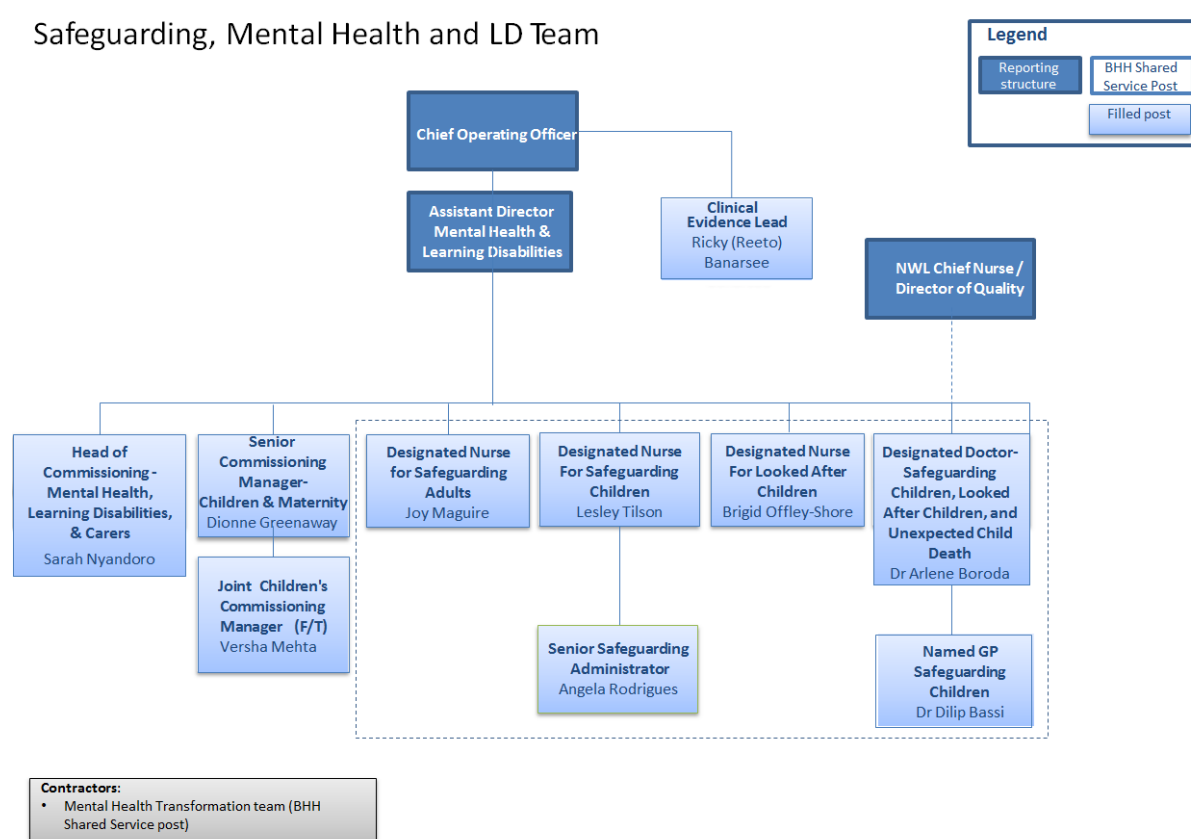 Safeguarding, Mental Health and LD Team
Legend
Reporting
structure
BHH Shared
Service Post
Filled post
Chief Operating Officer
Assistant Director
Mental Health &
Learning Disabilities
Clinical
Evidence Lead
Ricky (Reeto)
Banarsee
NWL Chief Nurse /
Director of Quality
Head of
Commissioning -
Mental Health,
Learning Disabilities,
& Carers
Sarah Nyandoro
Senior
Commissioning
Manager-
Children & Maternity
Dionne Greenaway
Designated Nurse
for Safeguarding
Adults
Joy Maguire
Designated Nurse
For Safeguarding
Children
Lesley Tilson
Designated Nurse
For Looked After
Children
Brigid Offley-Shore
Designated Doctor-
Safeguarding
Children, Looked
After Children, and
Unexpected Child
Death
Dr Arlene Boroda
Joint Children's
Commissioning
Manager (F/T)
Versha Mehta
Senior Safeguarding
Administrator
Angela Rodrigues
Named GP
Safeguarding
Children
Dr Dilip Bassi
Contractors:
• Mental Health Transformation team (BHH
Shared Service post)